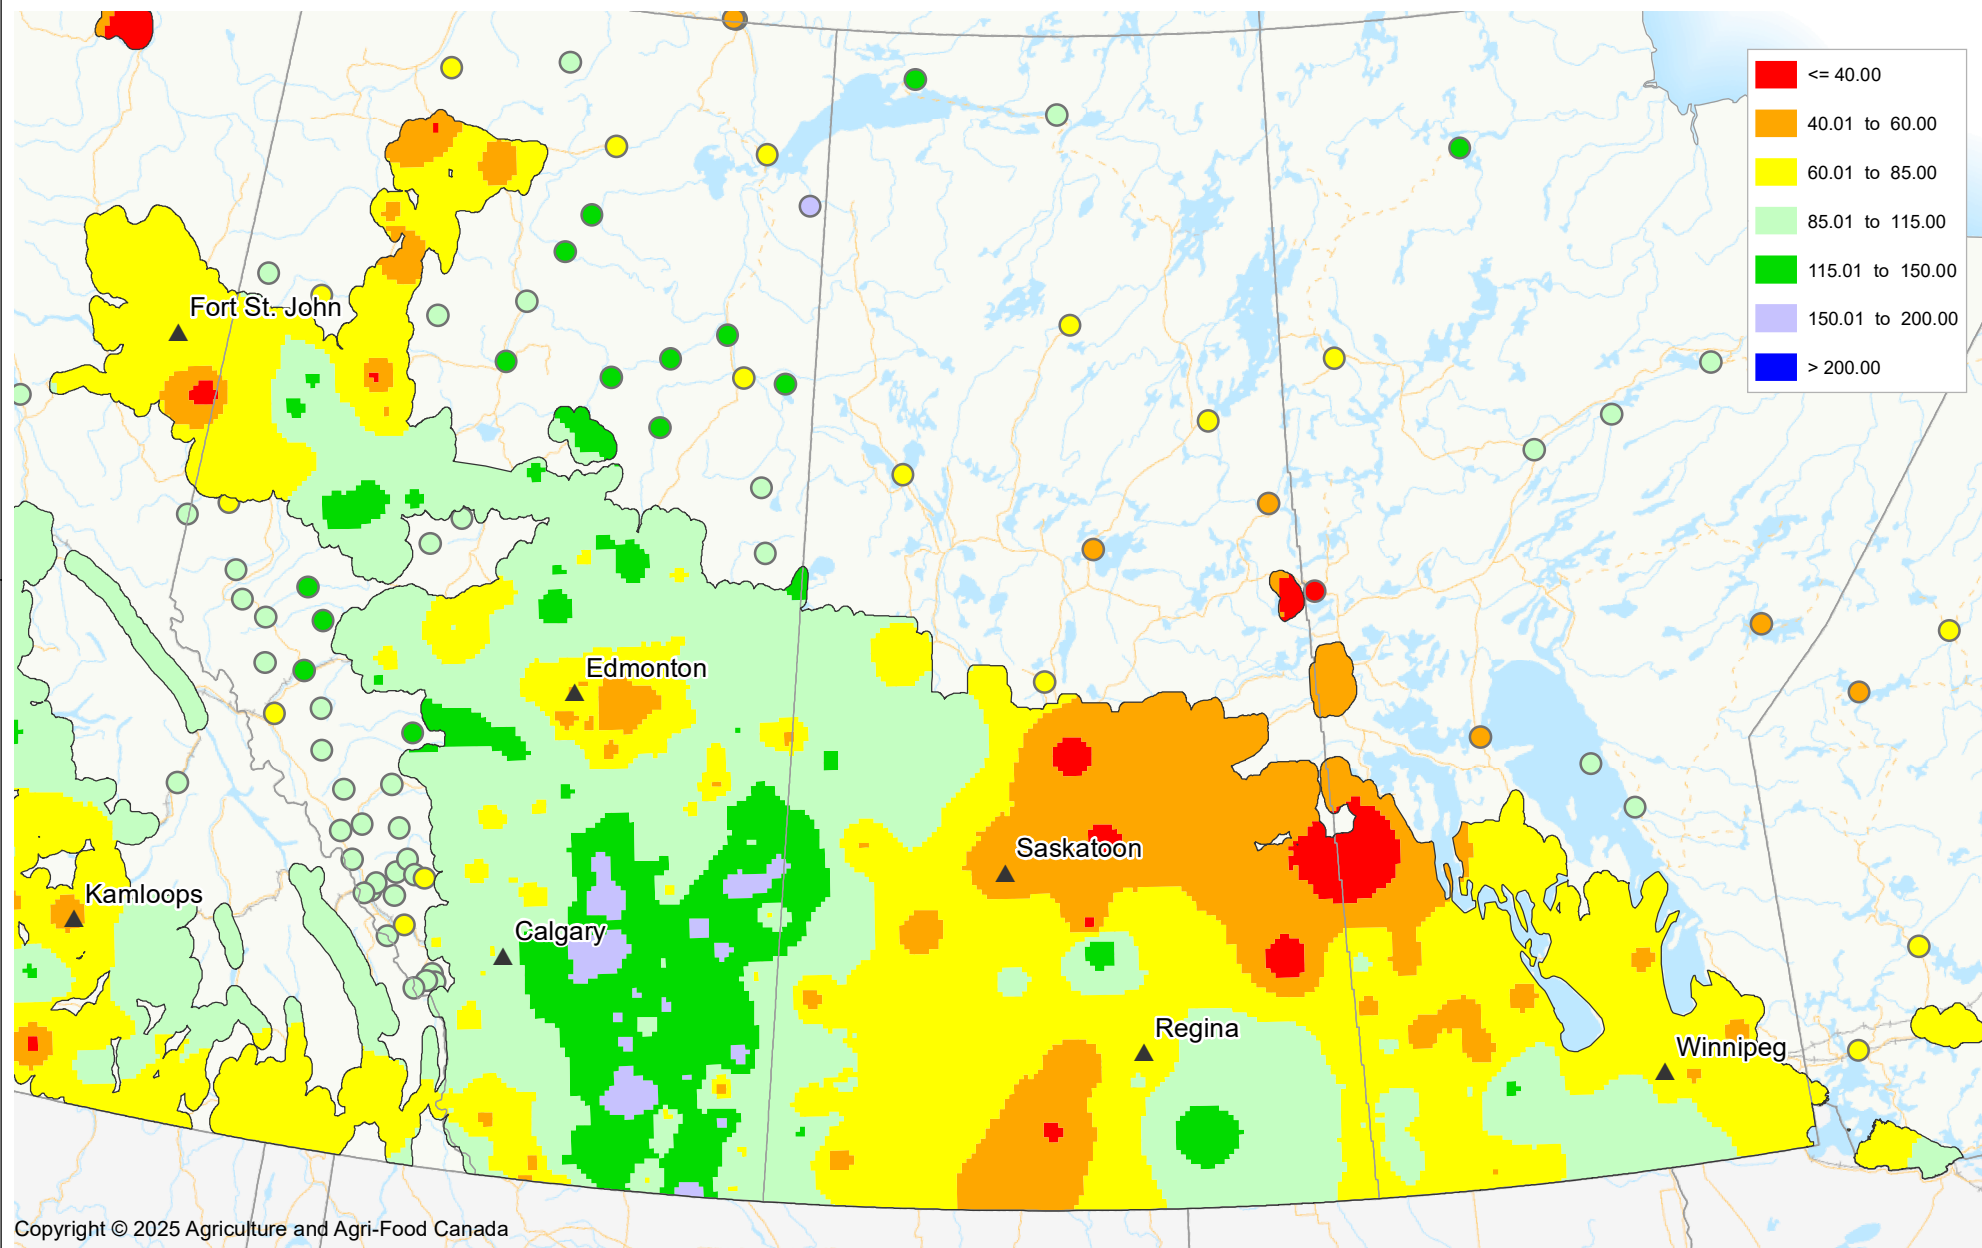 <= 40.00
40.01 to 60.00
60.01 to 85.00
85.01 to 115.00
115.01 to 150.00
150.01 to 200.00
> 200.00
Fort St. John
Edmonton
Saskatoon
Kamloops
Calgary
Regina
Winnipeg
Copyright © 2025 Agriculture and Agri-Food Canada